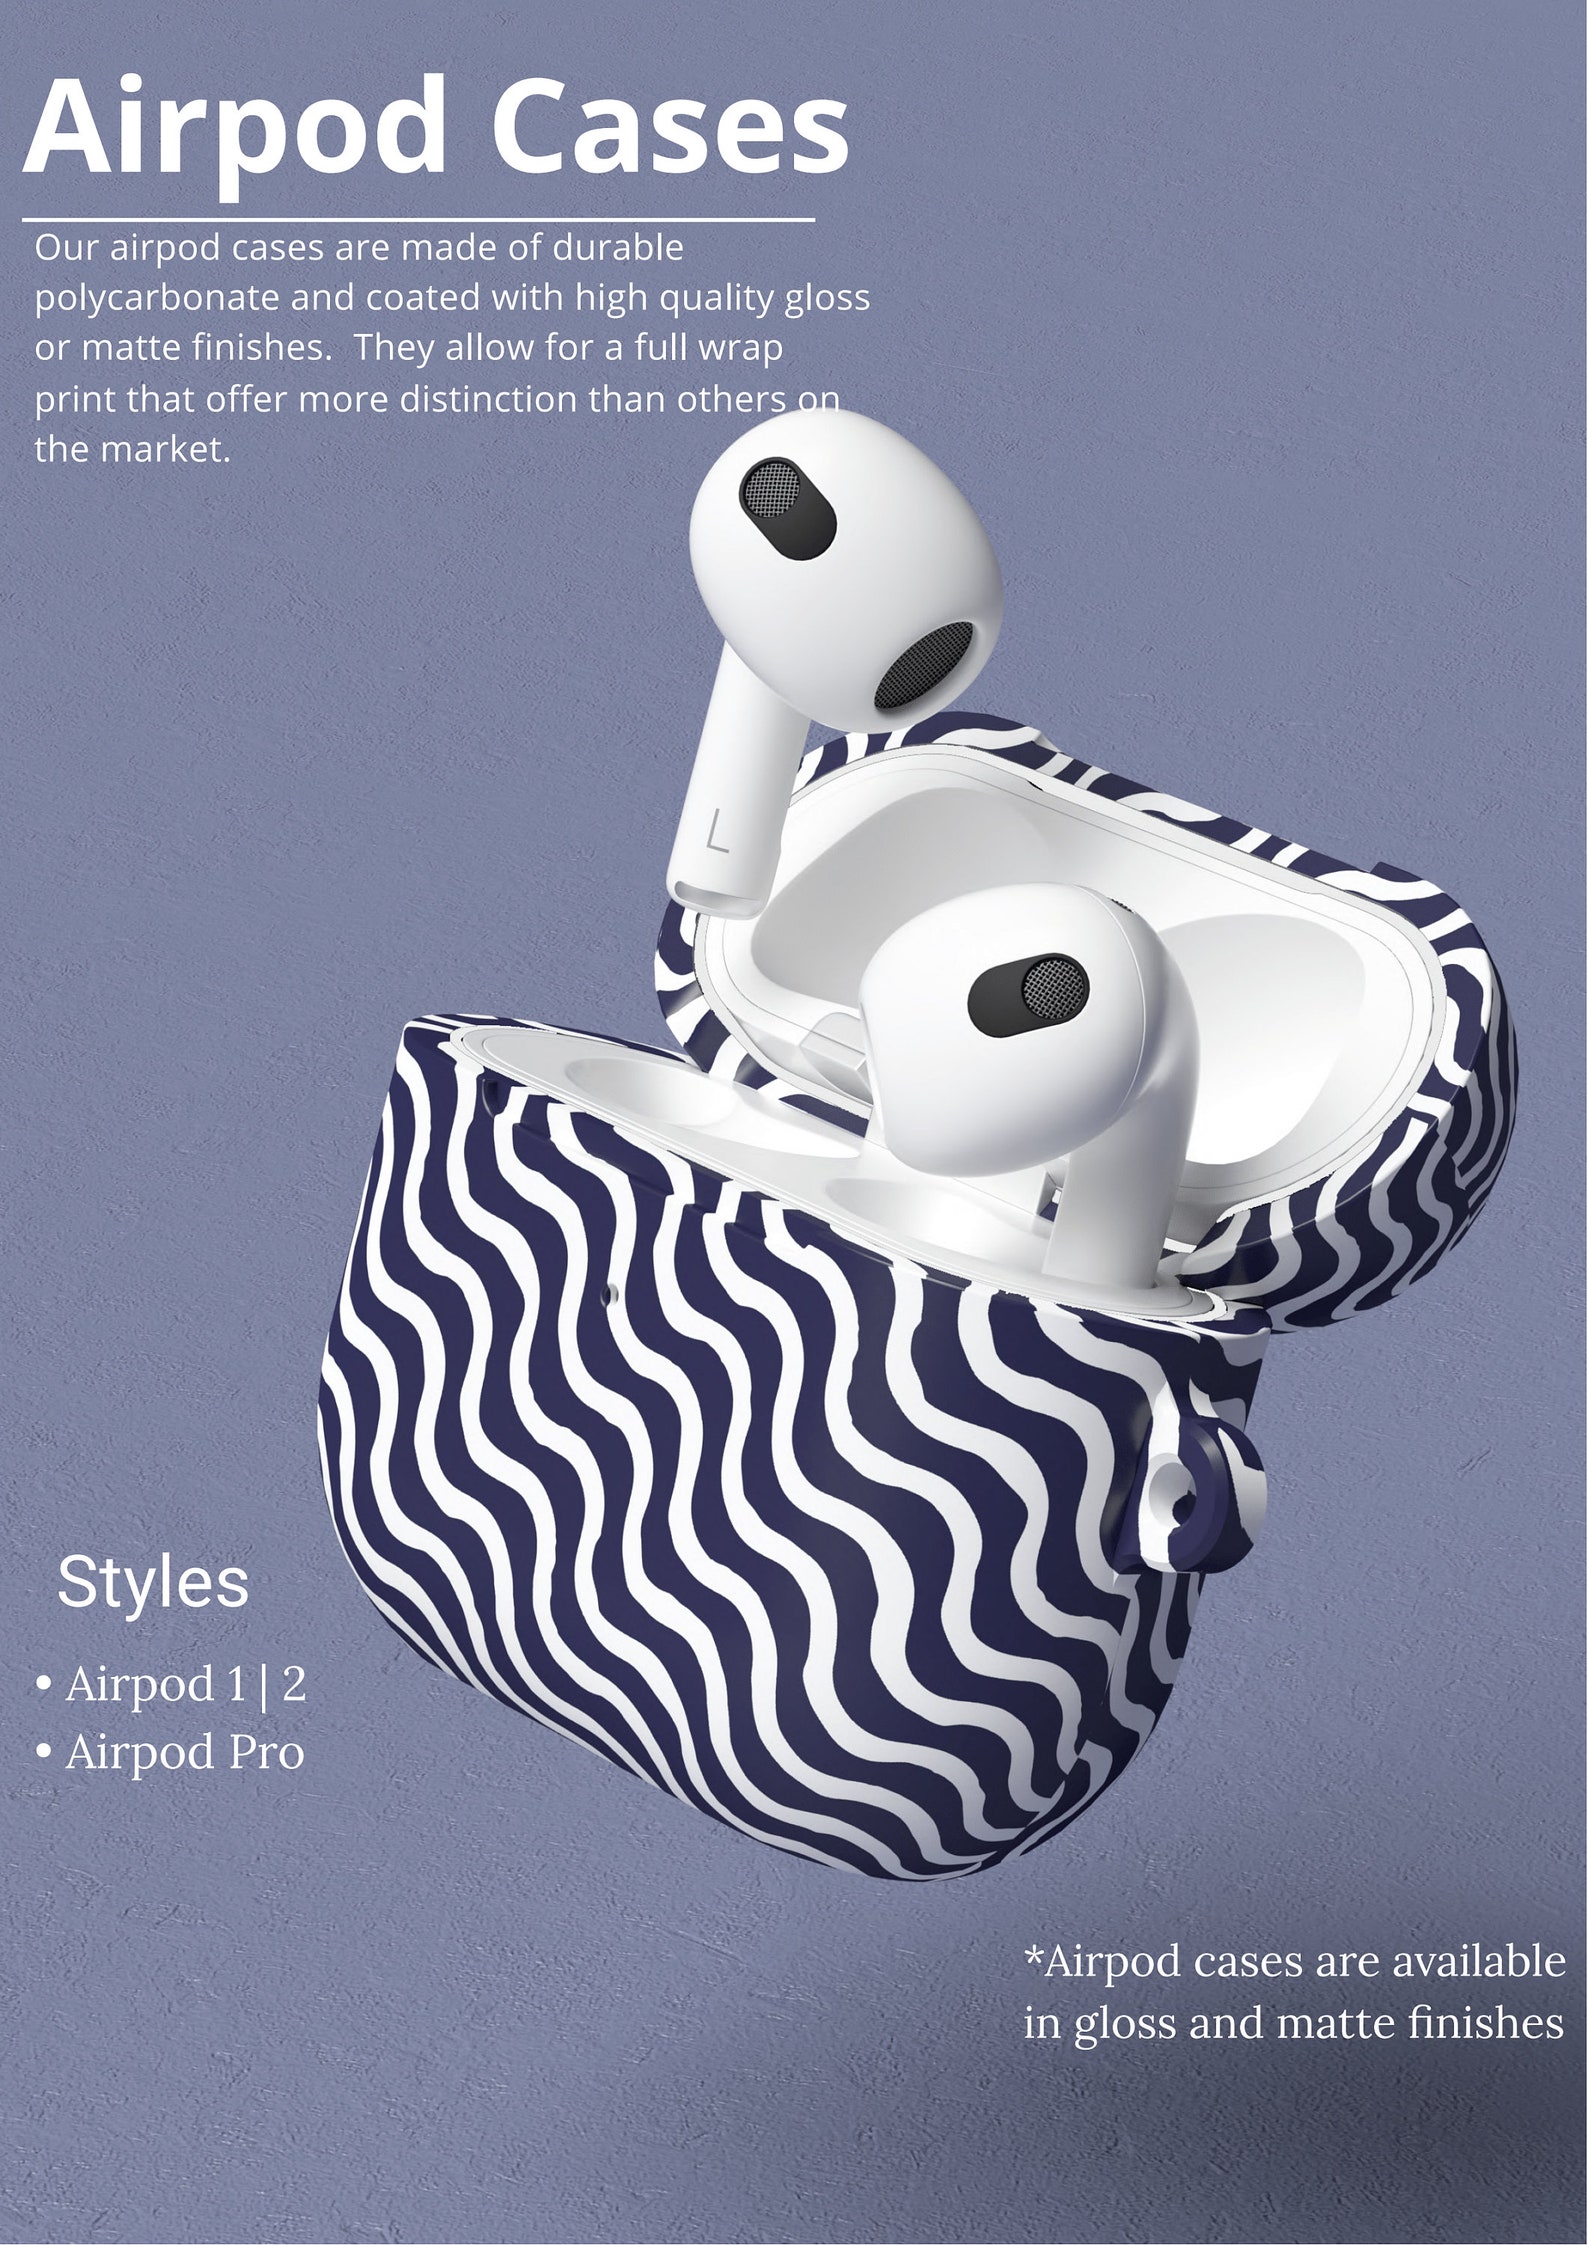 Airpod Cases
Our airpod cases are made of durable
polycarbonate and coated with high quality gloss
or matte finishes.  They allow for a full wrap
print that offer more distinction than others on
the market.
L
Styles
• Airpod 1 | 2
• Airpod Pro
*Airpod cases are available
in gloss and matte finishes